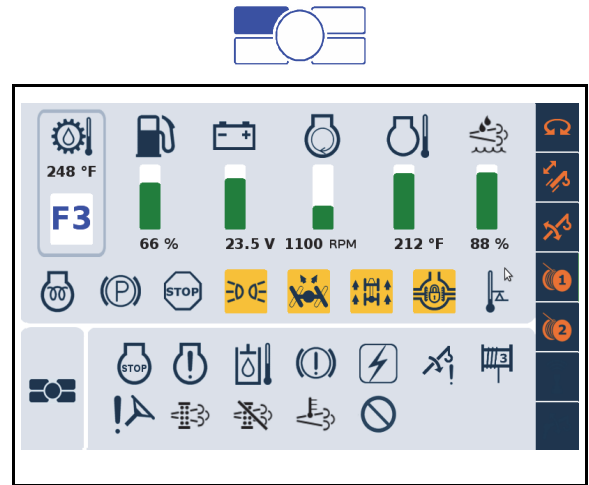 248 °F
F3
66 %
23.5 V
1100 RPM
212 °F
88 %
P
STOP
1
2
STOP
3